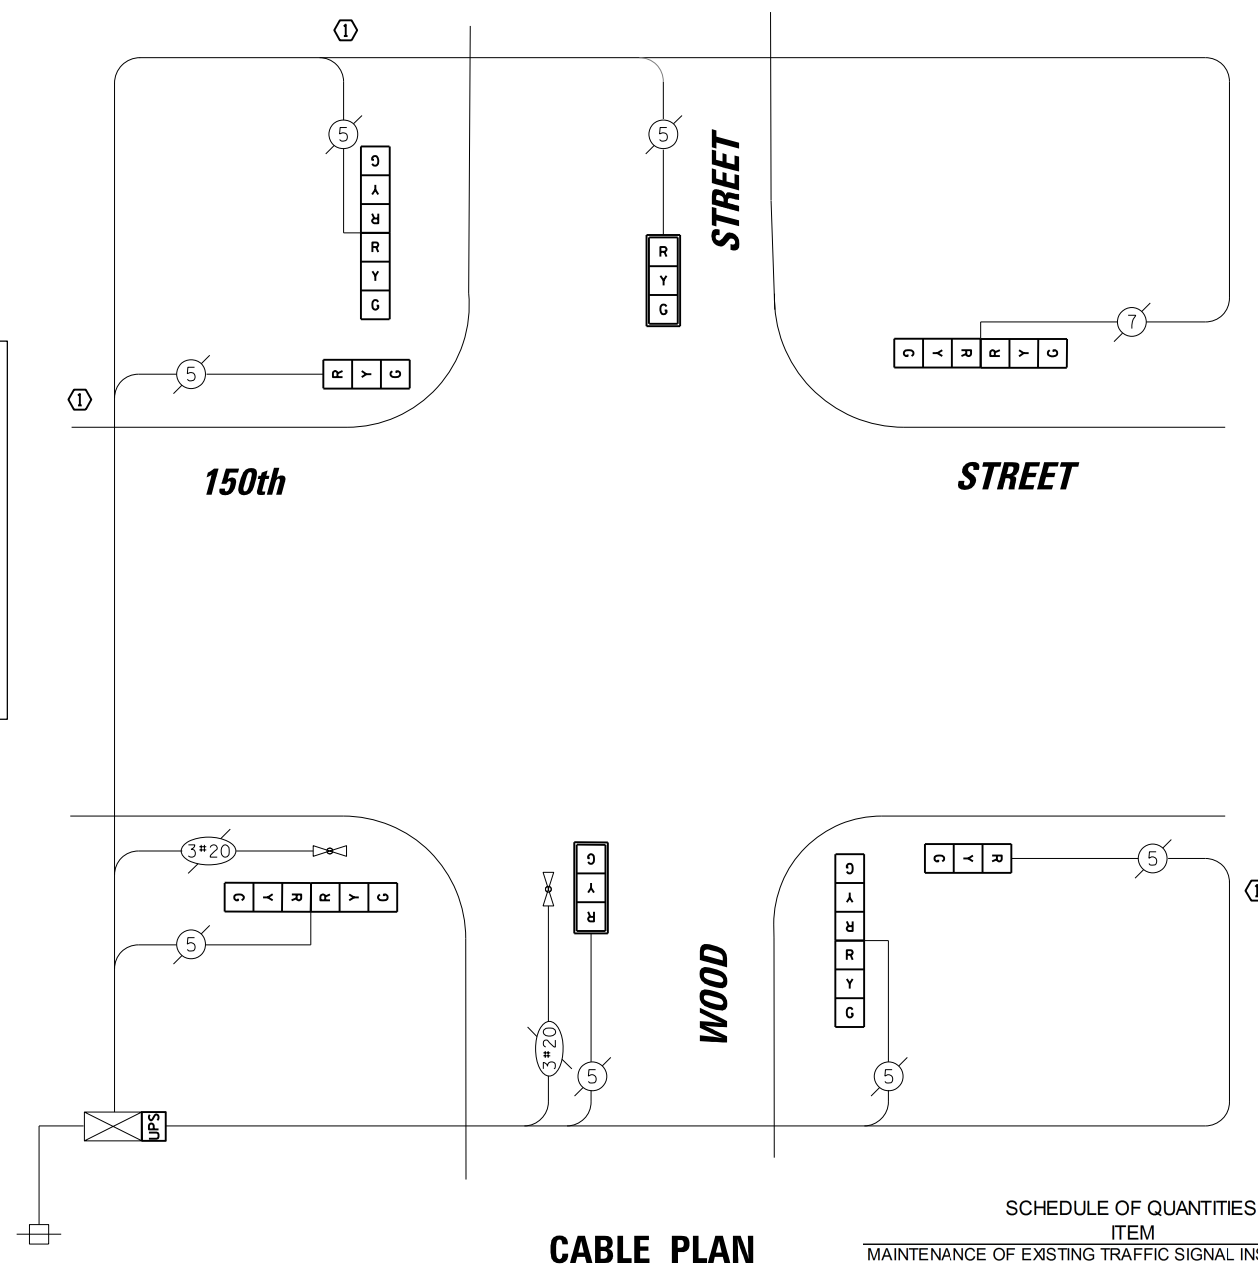 1
5
5
G
Y
R
R
Y
G
STREET
R
Y
G
7
G Y R R Y G
5
R Y G
1
150th
STREET
3#20
G Y R R Y G
5
G
Y
R
G Y R
5
G
Y
R
R
Y
G
1
WOOD
3#20
5
5
UPS
CABLE PLAN
SCHEDULE OF QUANTITIES
ITEM
MAINTENANCE OF EXISTING TRAFFIC SIGNAL